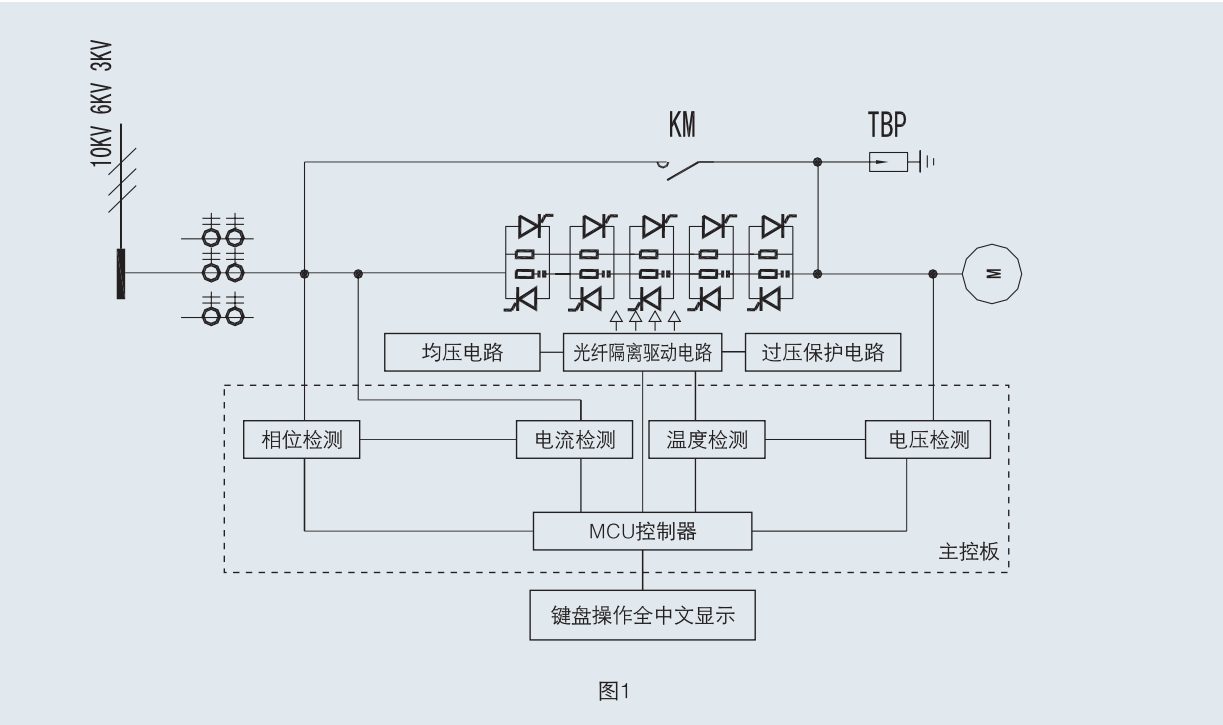 10KV 6KV 3KV
KM
TBP
M
均压电路
光纤隔离驱动电路
过压保护电路
相位检测
电流检测
温度检测
电压检测
MCU控制器
主控板
键盘操作全中文显示
图1